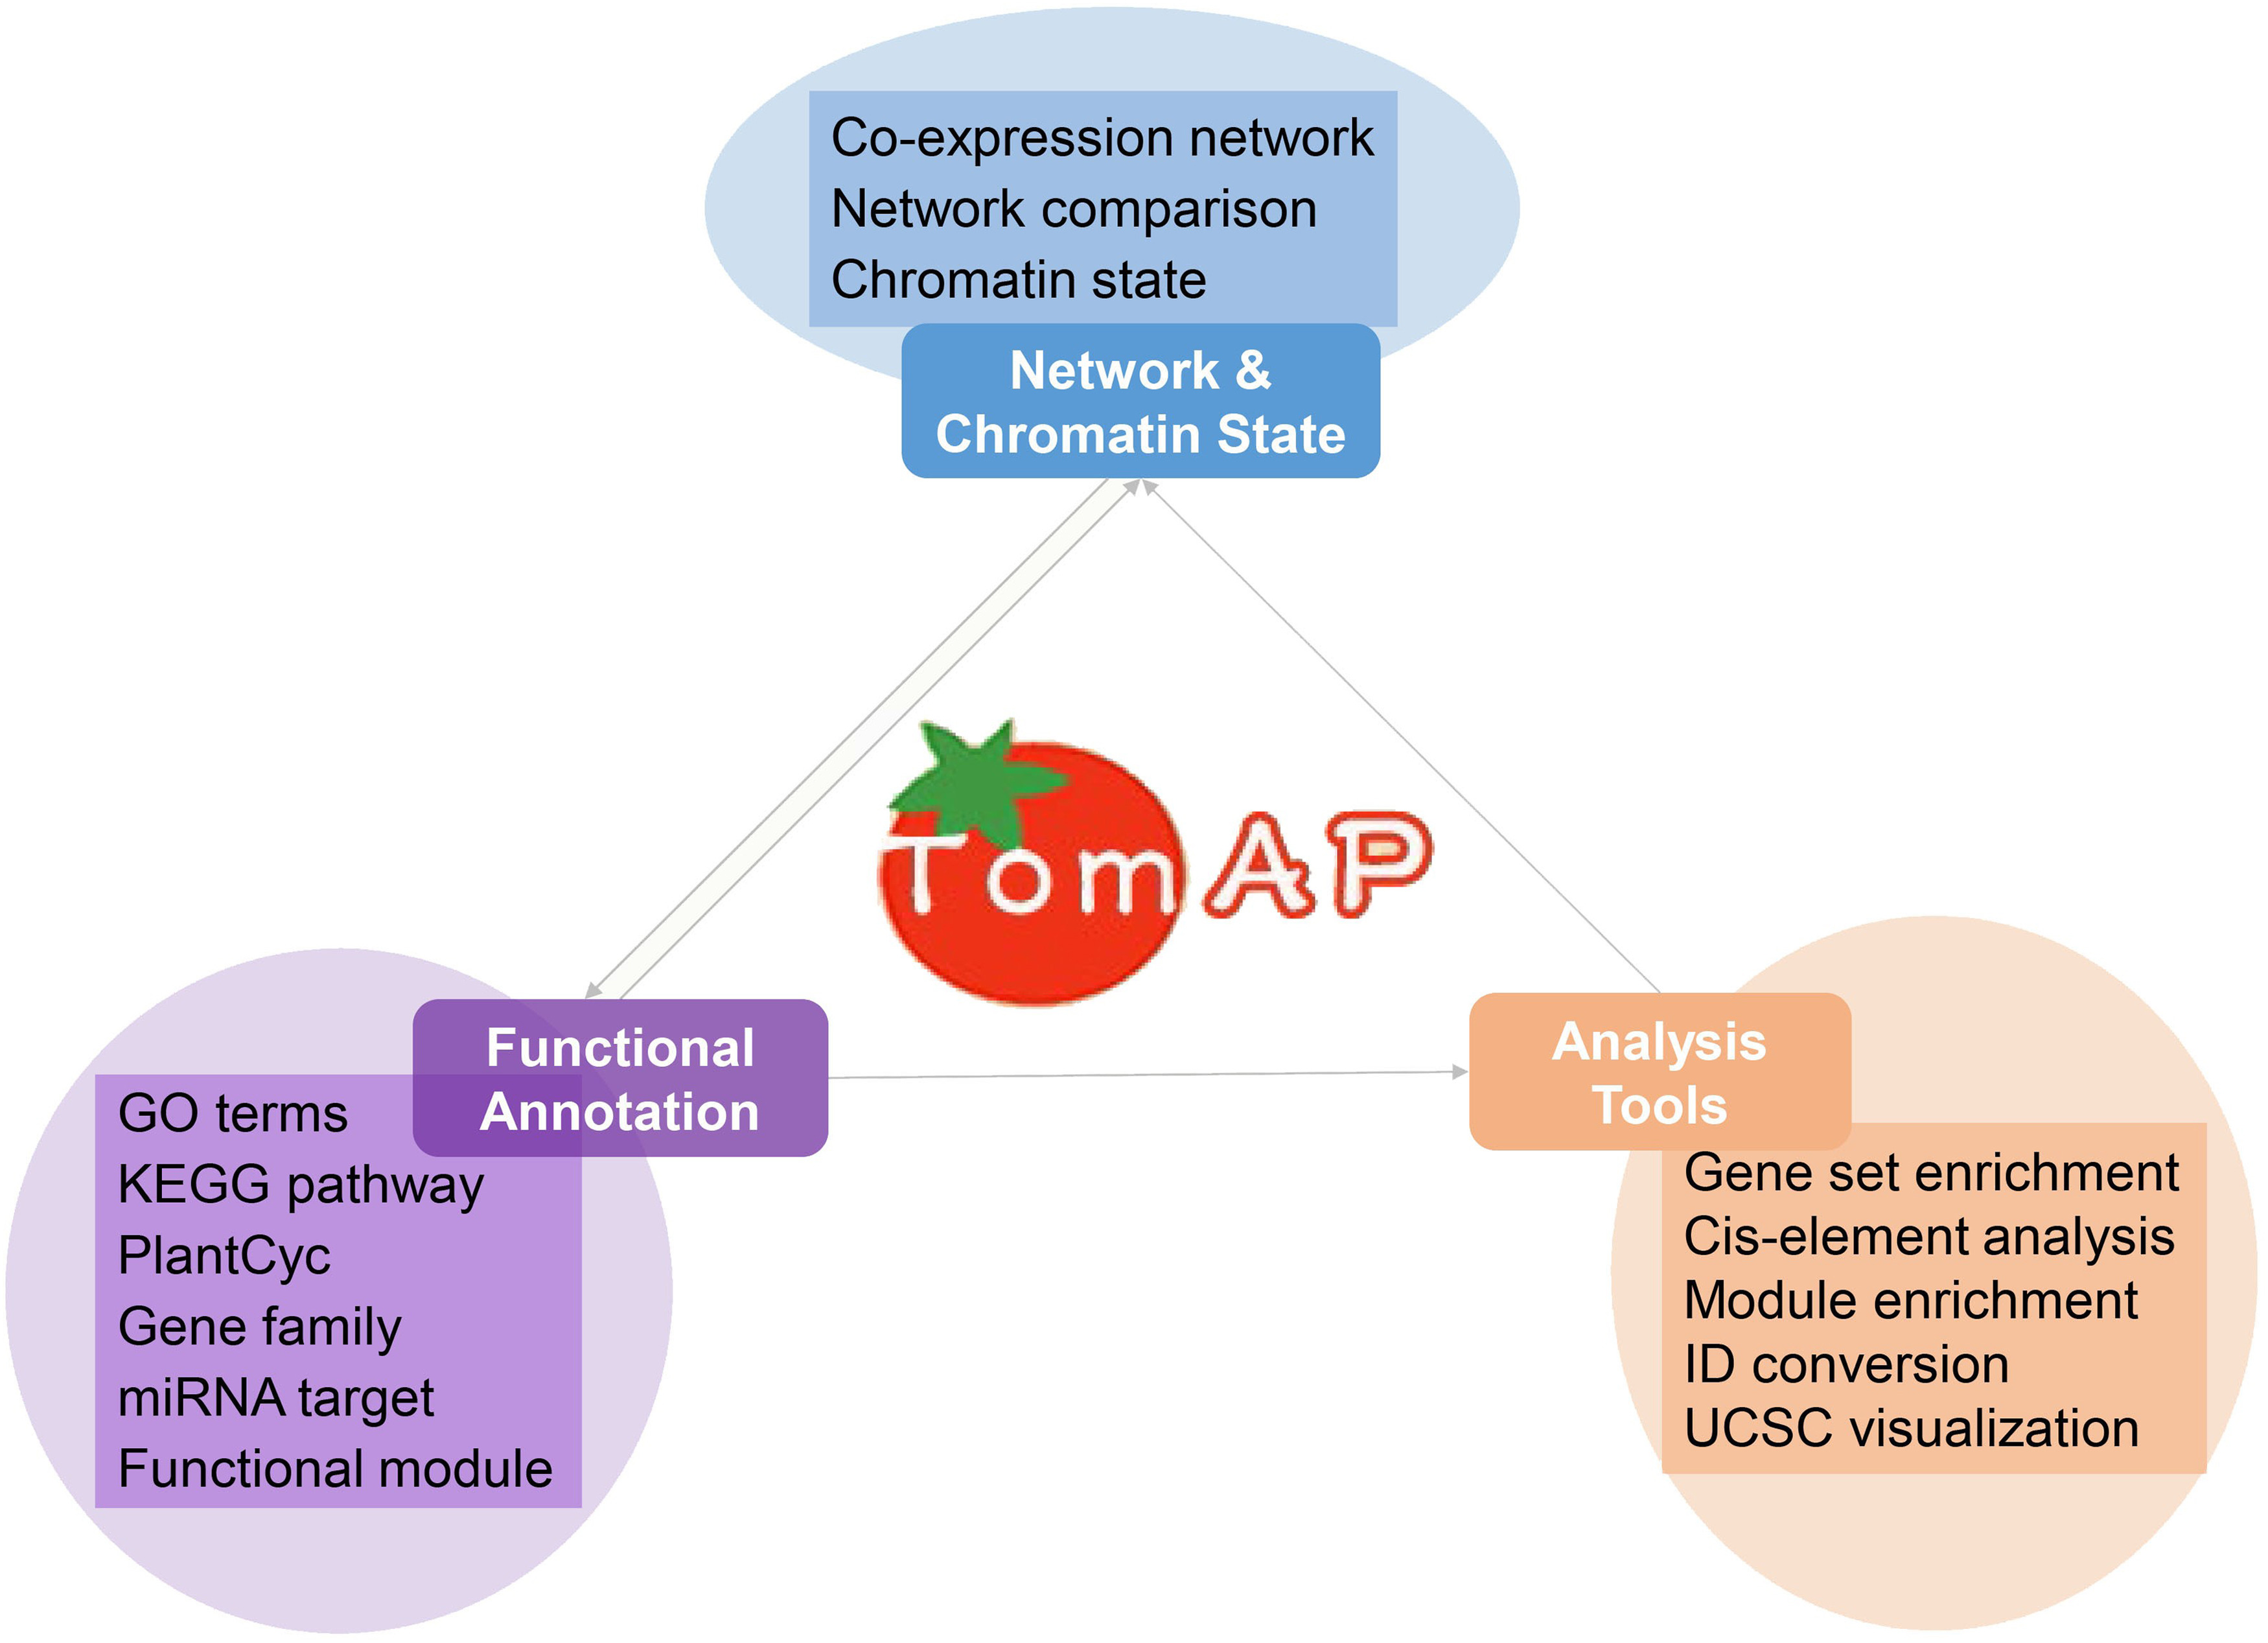 Co-expression network
Network comparison
Chromatin state
Network &
Chromatin State
TomAP
Functional
Annotation
GO terms
KEGG pathway
PlantCyc
Gene family
miRNA target
Functional module
Analysis
Tools
Gene set enrichment
Cis-element analysis
Module enrichment
ID conversion
UCSC visualization